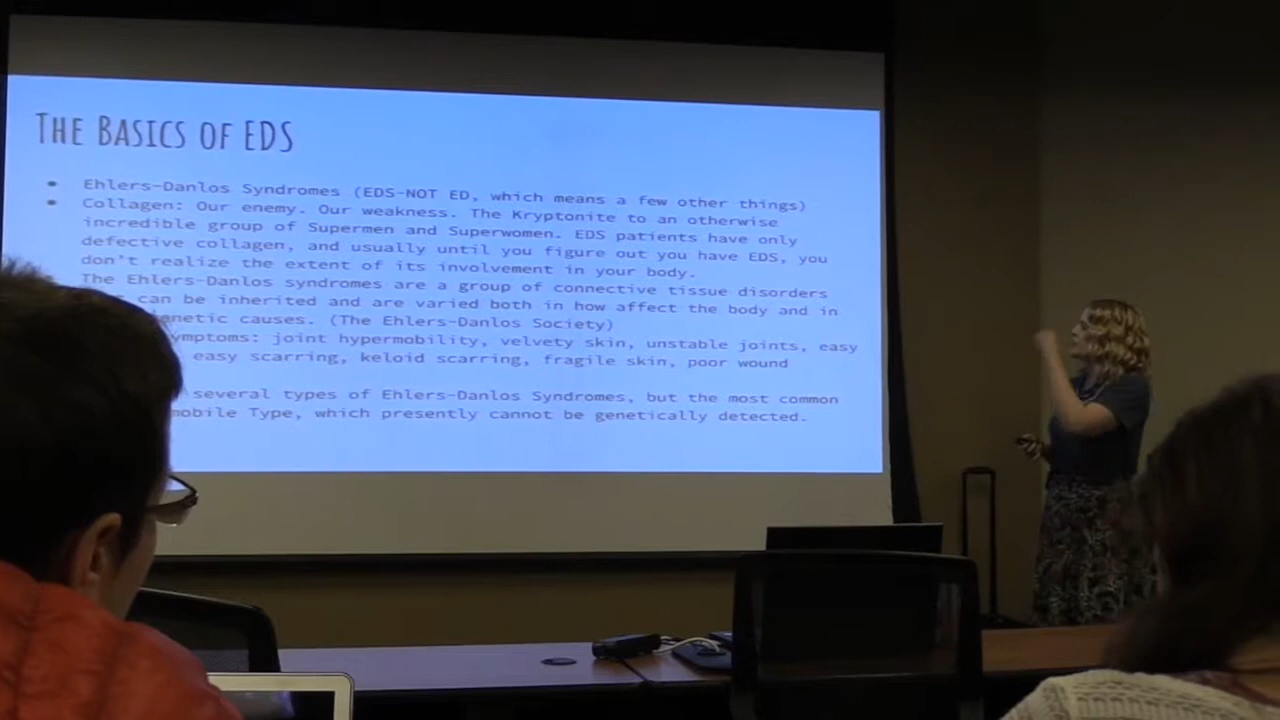 THE BASICS OF EDS
• Ehlers-Danlos Syndromes (EDS-NOT ED, which means a few other things)
• Collagen: Our enemy. Our weakness. The Kryptonite to an otherwise
incredible group of Supermen and Superwomen. EDS patients have only
defective collagen, and usually until you figure out you have EDS, you
don't realize the extent of its involvement in your body.
The Ehlers-Danlos syndromes are a group of connective tissue disorders
can be inherited and are varied both in how affect the body and in
genetic causes. (The Ehlers-Danlos Society)
symptoms: joint hypermobility, velvety skin, unstable joints, easy
easy scarring, keloid scarring, fragile skin, poor wound
several types of Ehlers-Danlos Syndromes, but the most common
mobile Type, which presently cannot be genetically detected.